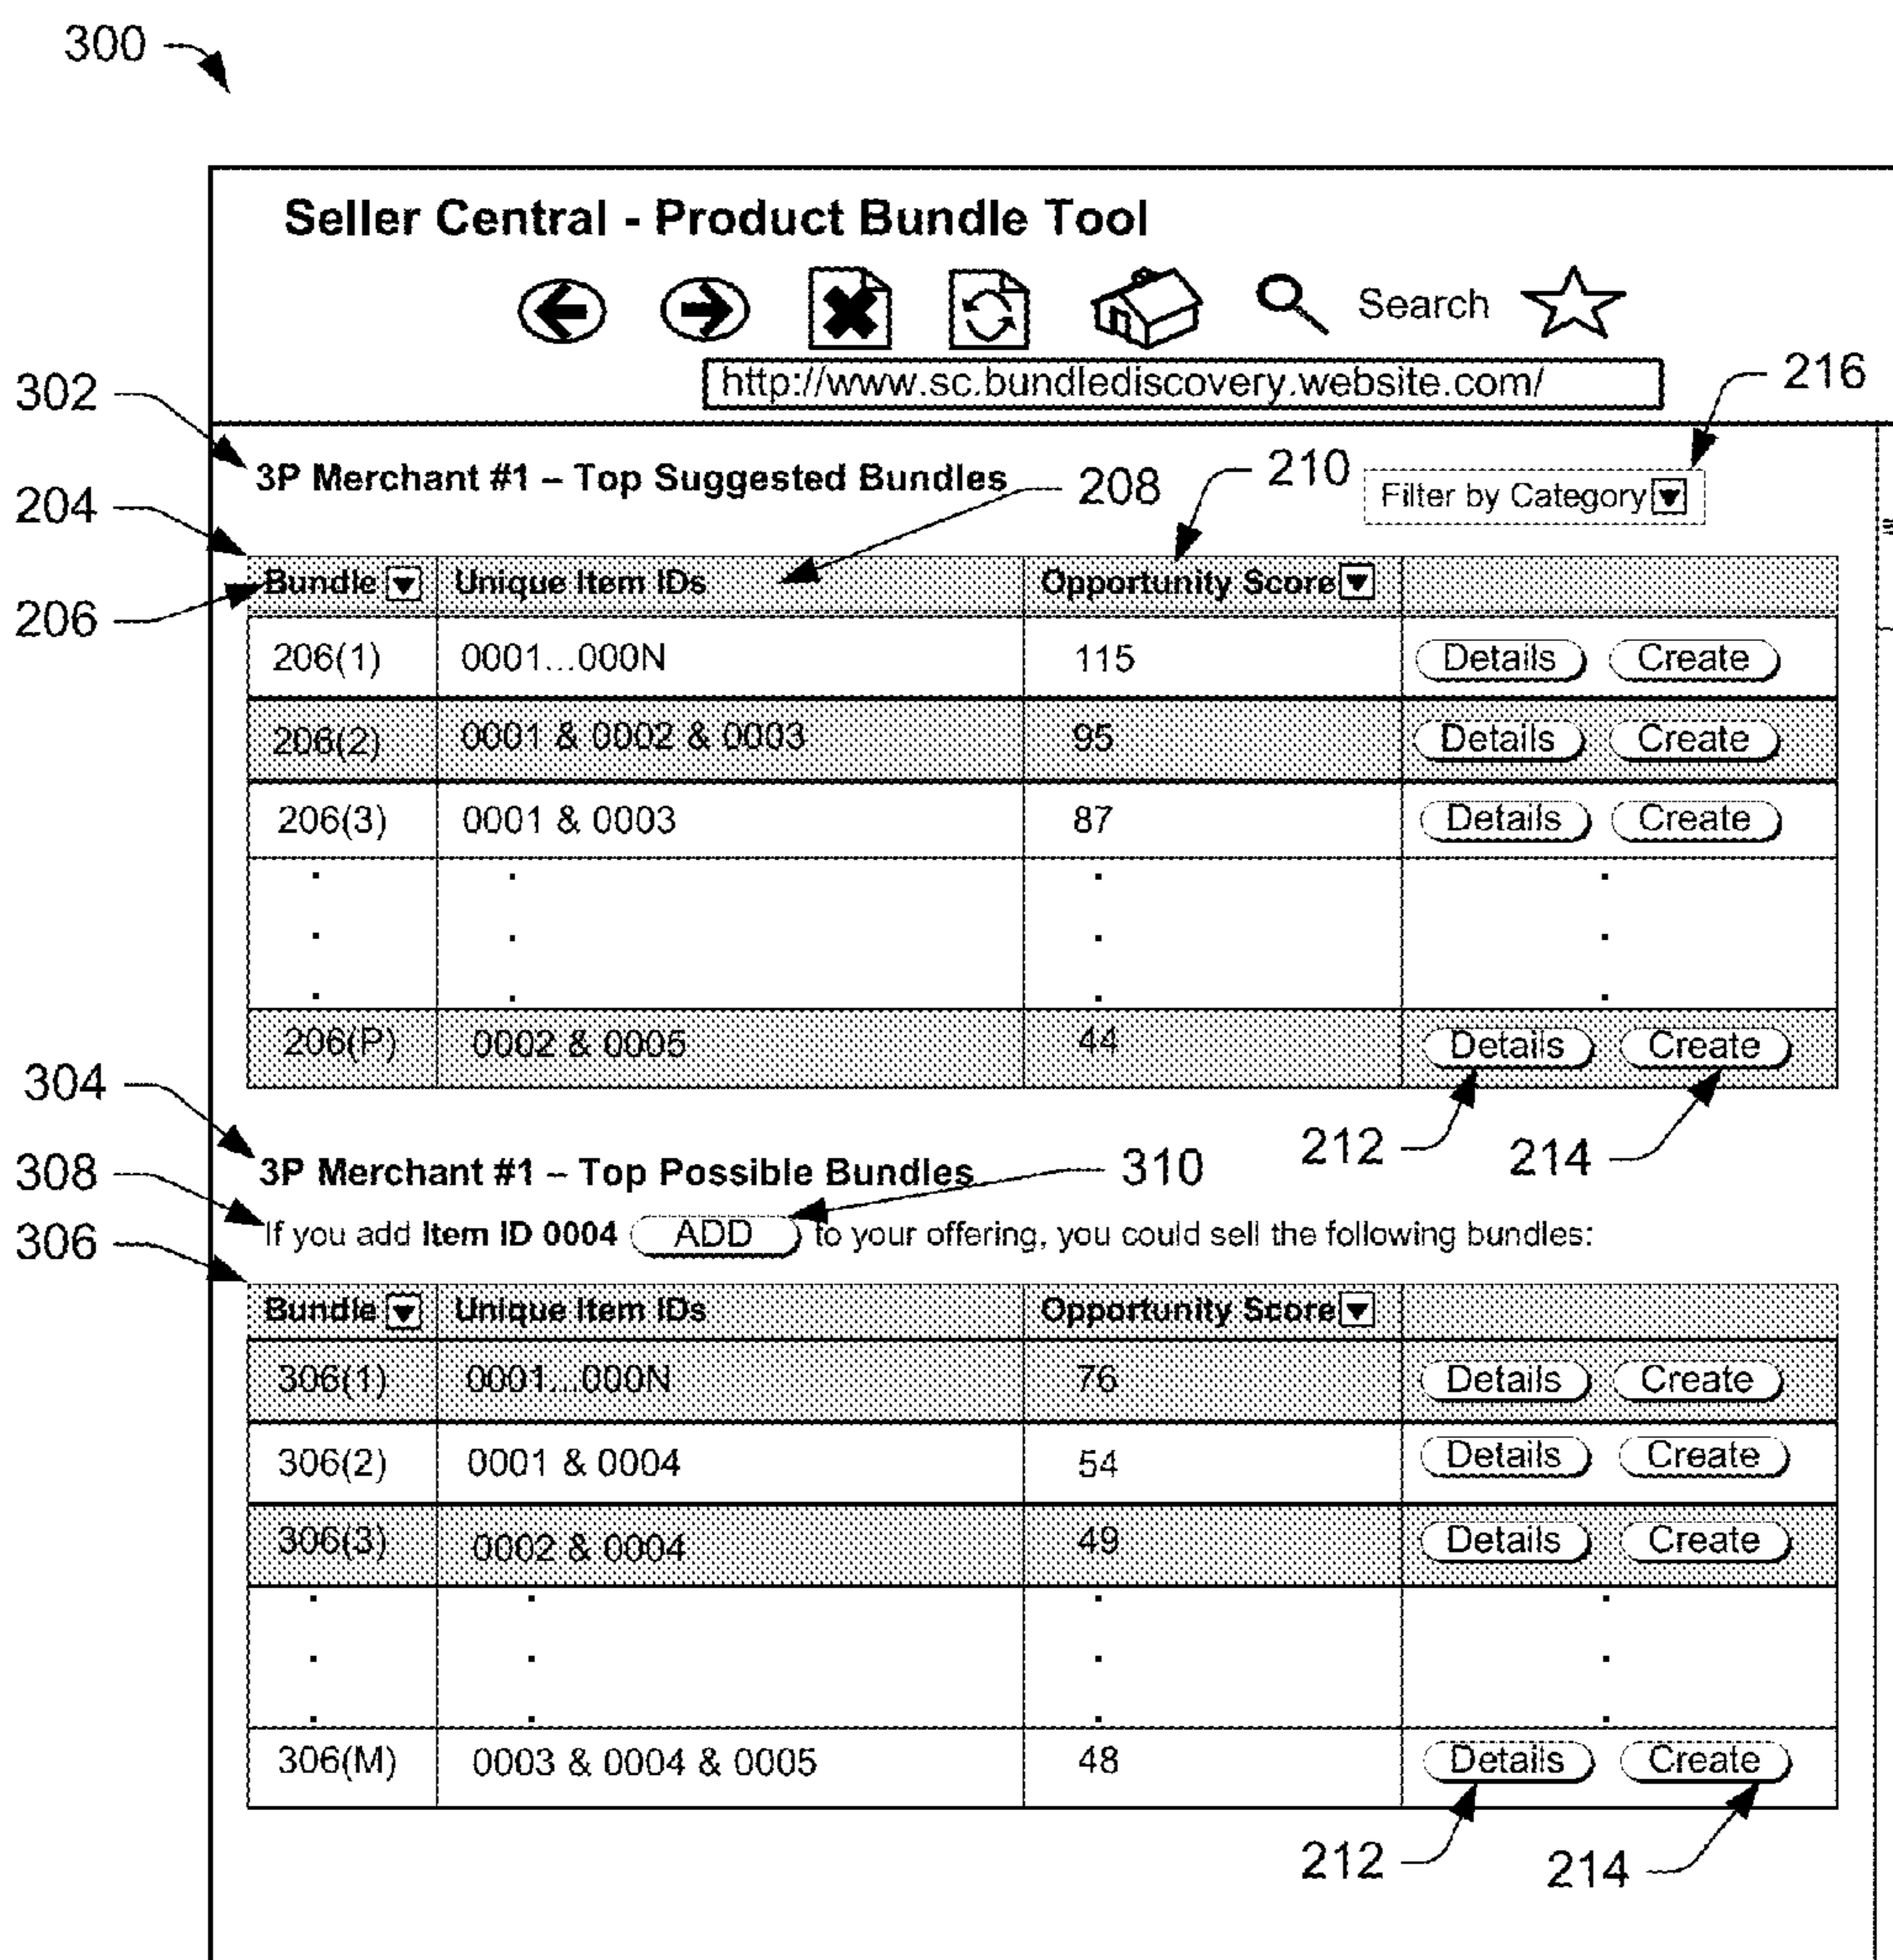 300
Seller Central - Product Bundle Tool
Search
http://www.sc.bundlediscovery.website.com/
216
302
3P Merchant #1 – Top Suggested Bundles
208
210
Filter by Category
204
Bundle Unique Item IDs Opportunity Score
206
206(1) 0001...000N 115 Details Create
206(2) 0001 & 0002 & 0003 95 Details Create
206(3) 0001 & 0003 87 Details Create
206(P) 0002 & 0005 44 Details Create
304
212
214
3P Merchant #1 – Top Possible Bundles
310
308
If you add Item ID 0004 ADD to your offering, you could sell the following bundles:
306
Bundle Unique Item IDs Opportunity Score
306(1) 0001...000N 76 Details Create
306(2) 0001 & 0004 54 Details Create
306(3) 0002 & 0004 49 Details Create
306(M) 0003 & 0004 & 0005 48 Details Create
212
214